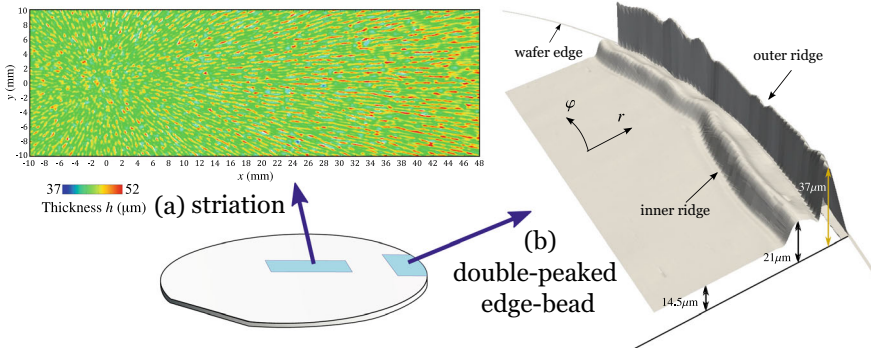 10
8
6
4
2
0
-2
-4
-6
-8
-10
y (mm)
-10 -8 -6 -4 -2 0 2 4 6 8 10 12 14 16 18 20 22 24 26 28 30 32 34 36 38 40 42 44 46 48
x (mm)
37 52
Thickness h (μm)
(a) striation
(b)
double-peaked
edge-bead
wafer edge
outer ridge
φ
r
inner ridge
37μm
21μm
14.5μm